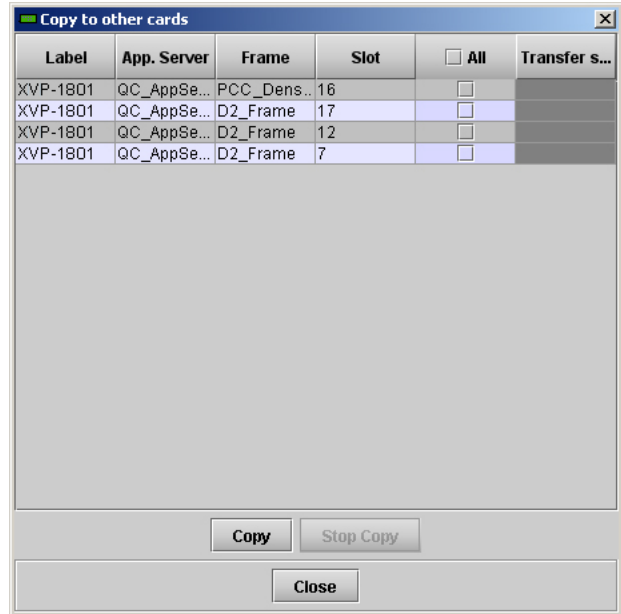 Copy to other cards
Label App. Server Frame Slot All Transfer s...
XVP-1801 QC_AppSe... PCC_Dens.. 16
XVP-1801 QC_AppSe... D2_Frame 17
XVP-1801 QC_AppSe... D2_Frame 12
XVP-1801 QC_AppSe... D2_Frame 7
Copy Stop Copy
Close